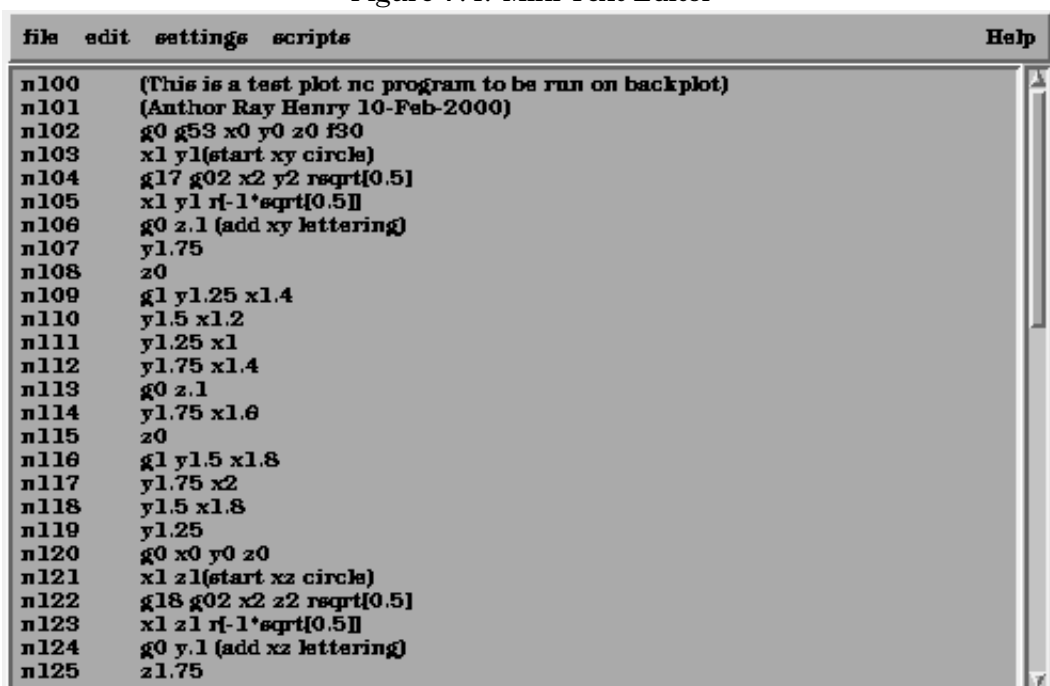 Figure 7.4: Mini Text Editor
file edit settings scripts Help
n100 (This is a test plot nc program to be run on backplot)
n101 (Author Ray Henry 10-Feb-2000)
n102 g0 g53 x0 y0 z0 f30
n103 x1 y1(start xy circle)
n104 g17 g02 x2 y2 rsqrt[0.5]
n105 x1 y1 r[-1*sqrt[0.5]]
n106 g0 z.1 (add xy lettering)
n107 y1.75
n108 z0
n109 g1 y1.25 x1.4
n110 y1.5 x1.2
n111 y1.25 x1
n112 y1.75 x1.4
n113 g0 z.1
n114 y1.75 x1.6
n115 z0
n116 g1 y1.5 x1.8
n117 y1.75 x2
n118 y1.5 x1.8
n119 y1.25
n120 g0 x0 y0 z0
n121 x1 z1(start xz circle)
n122 g18 g02 x2 z2 rsqrt[0.5]
n123 x1 z1 r[-1*sqrt[0.5]]
n124 g0 y.1 (add xz lettering)
n125 z1.75